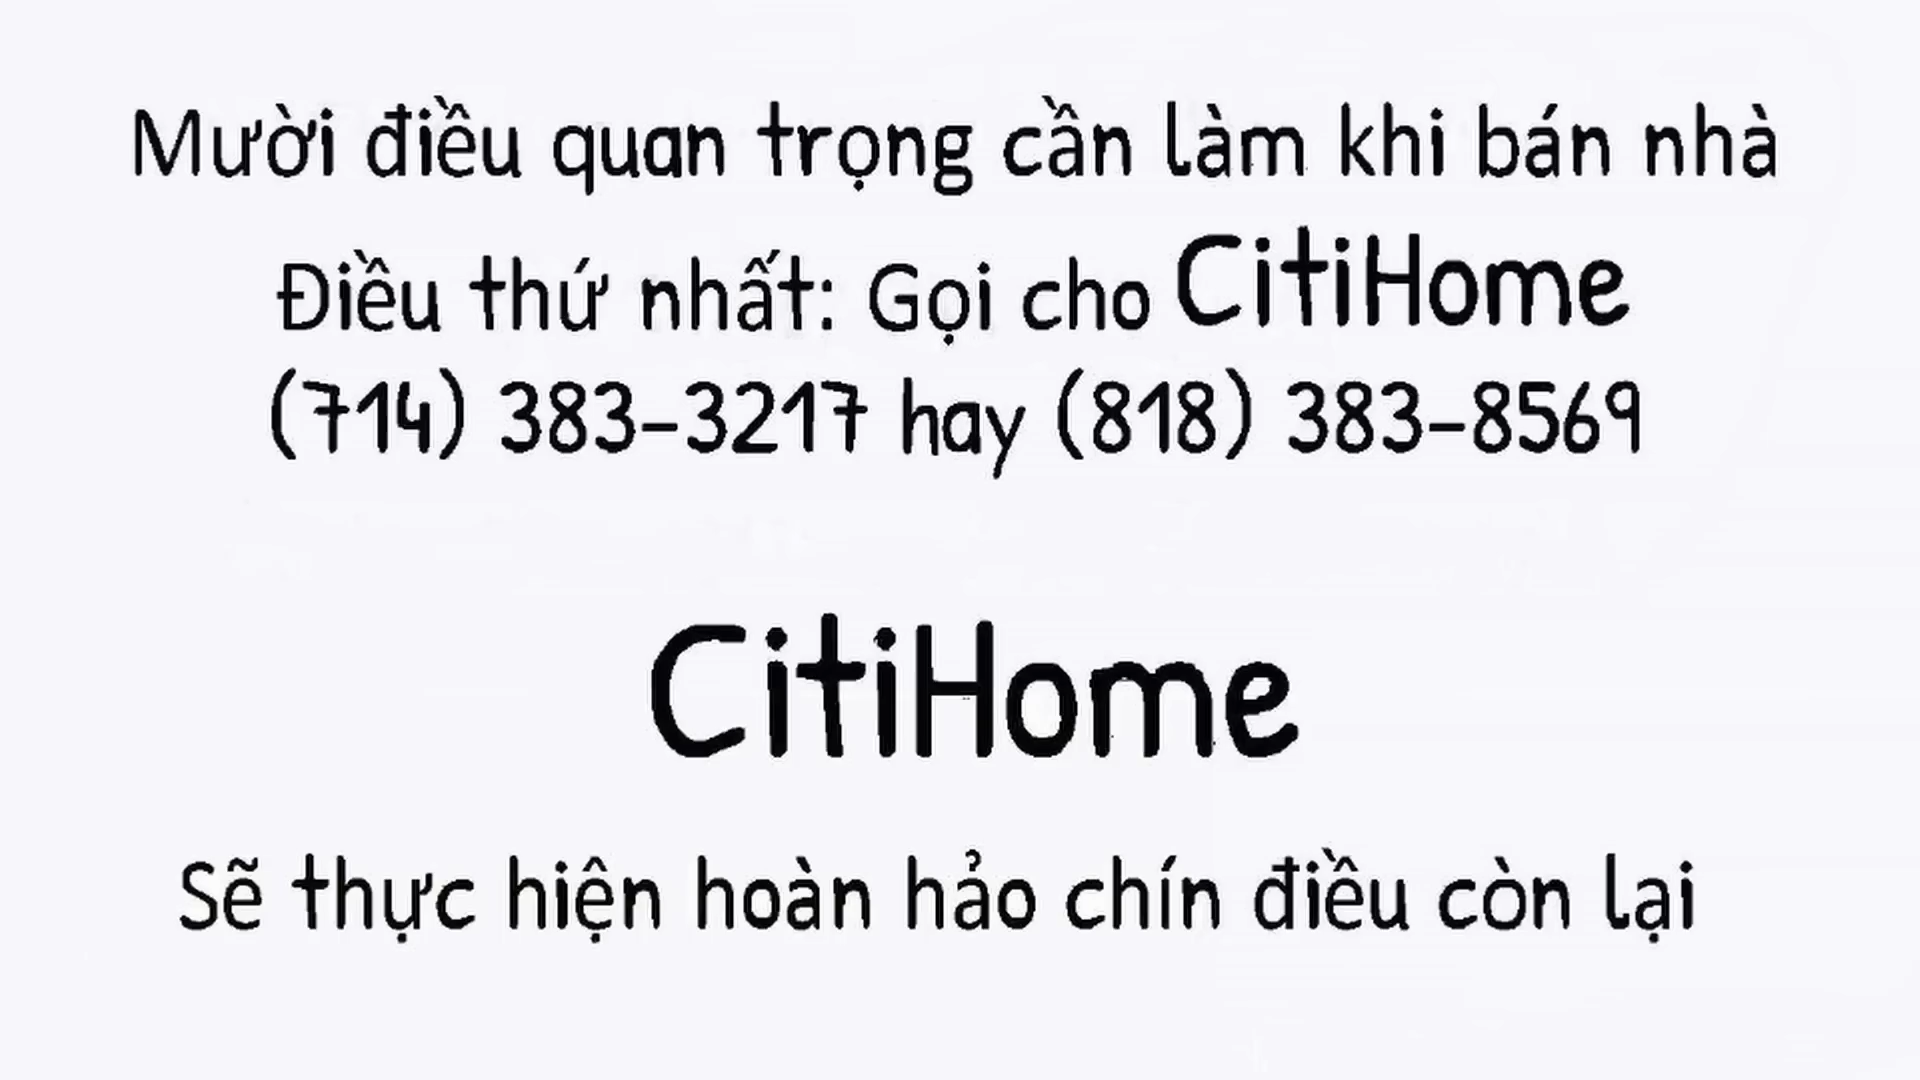 Mười điều quan trọng cần làm khi bán nhà
Điều thứ nhất: Gọi cho CitiHome
(714) 383-3217 hay (818) 383-8569
CitiHome
Sẽ thực hiện hoàn hảo chín điều còn lại